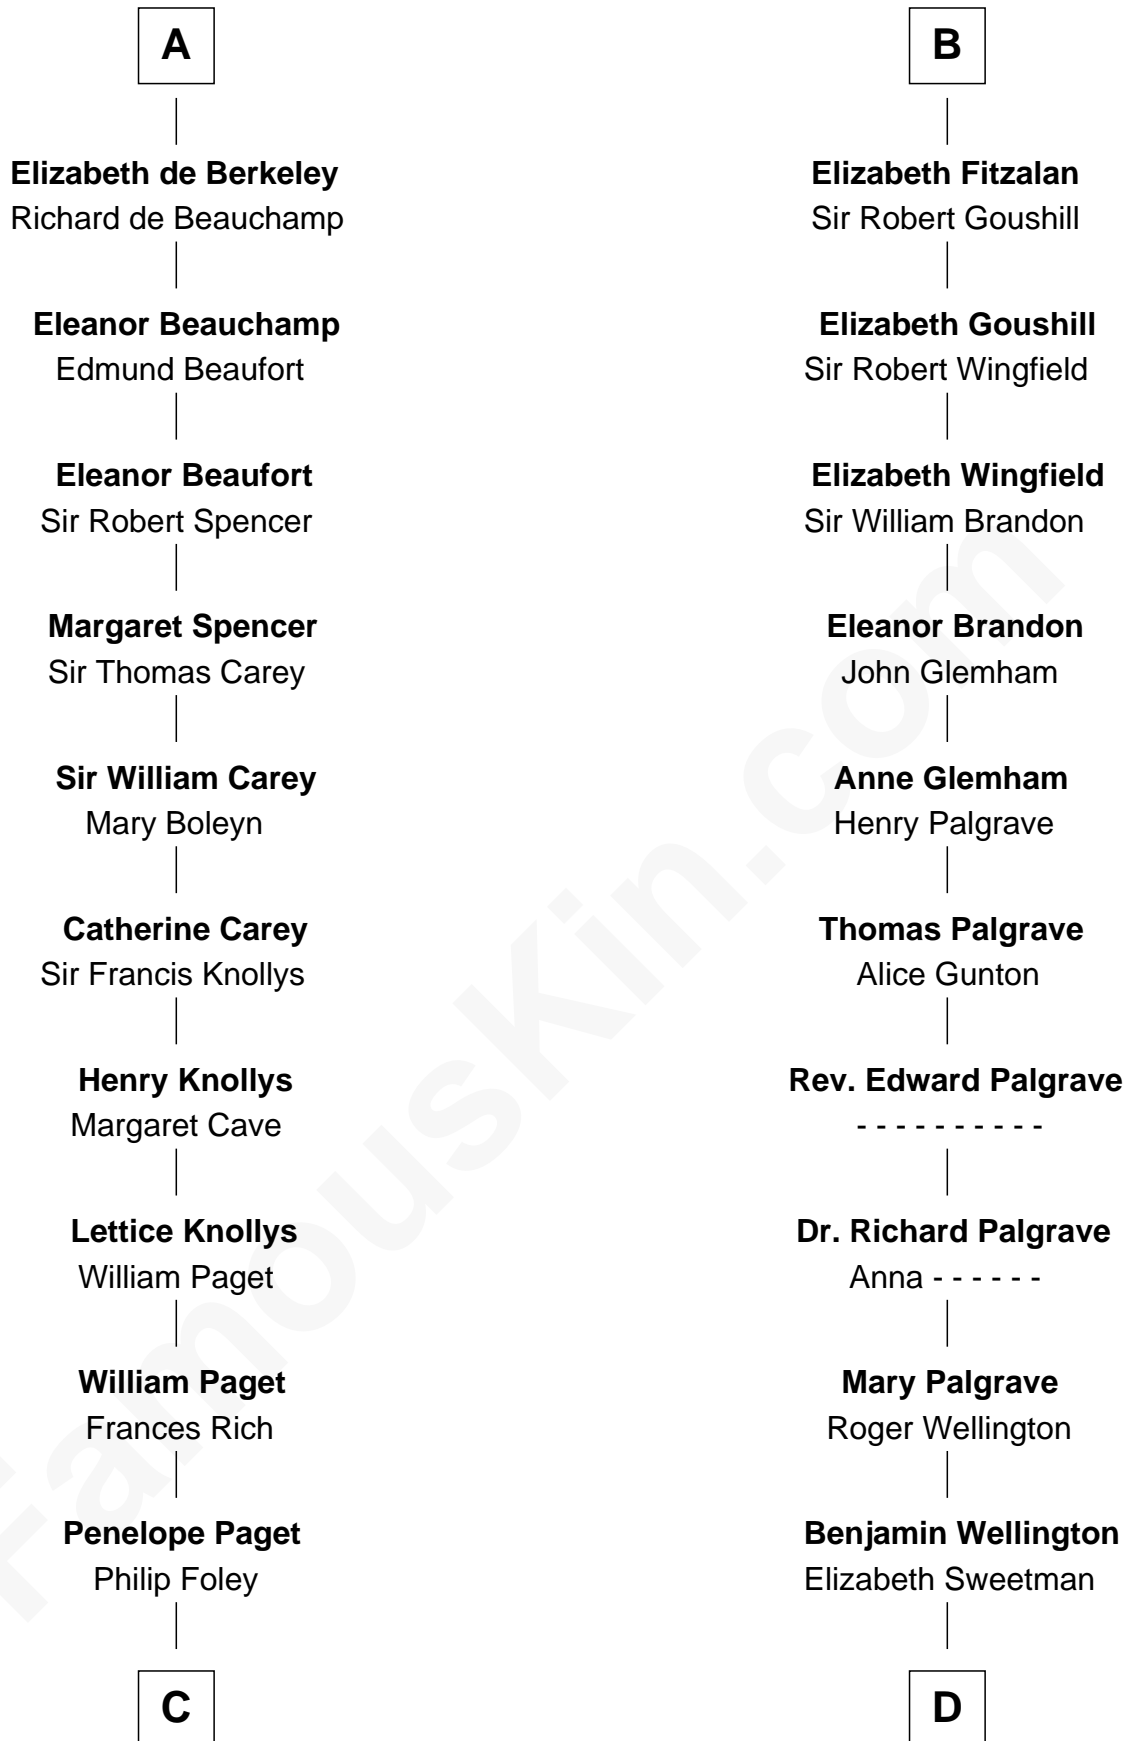 A
Elizabeth de Berkeley
Richard de Beauchamp
Eleanor Beauchamp
Edmund Beaufort
Eleanor Beaufort
Sir Robert Spencer
Margaret Spencer
Sir Thomas Carey
Sir William Carey
Mary Boleyn
Catherine Carey
Sir Francis Knollys
Henry Knollys
Margaret Cave
Lettice Knollys
William Paget
William Paget
Frances Rich
Penelope Paget
Philip Foley
C
B
Elizabeth Fitzalan
Sir Robert Goushill
Elizabeth Goushill
Sir Robert Wingfield
Elizabeth Wingfield
Sir William Brandon
Eleanor Brandon
John Glemham
Anne Glemham
Henry Palgrave
Thomas Palgrave
Alice Gunton
Rev. Edward Palgrave
- - - - - - - - - -
Dr. Richard Palgrave
Anna - - - - - -
Mary Palgrave
Roger Wellington
Benjamin Wellington
Elizabeth Sweetman
D
FamousKin.com